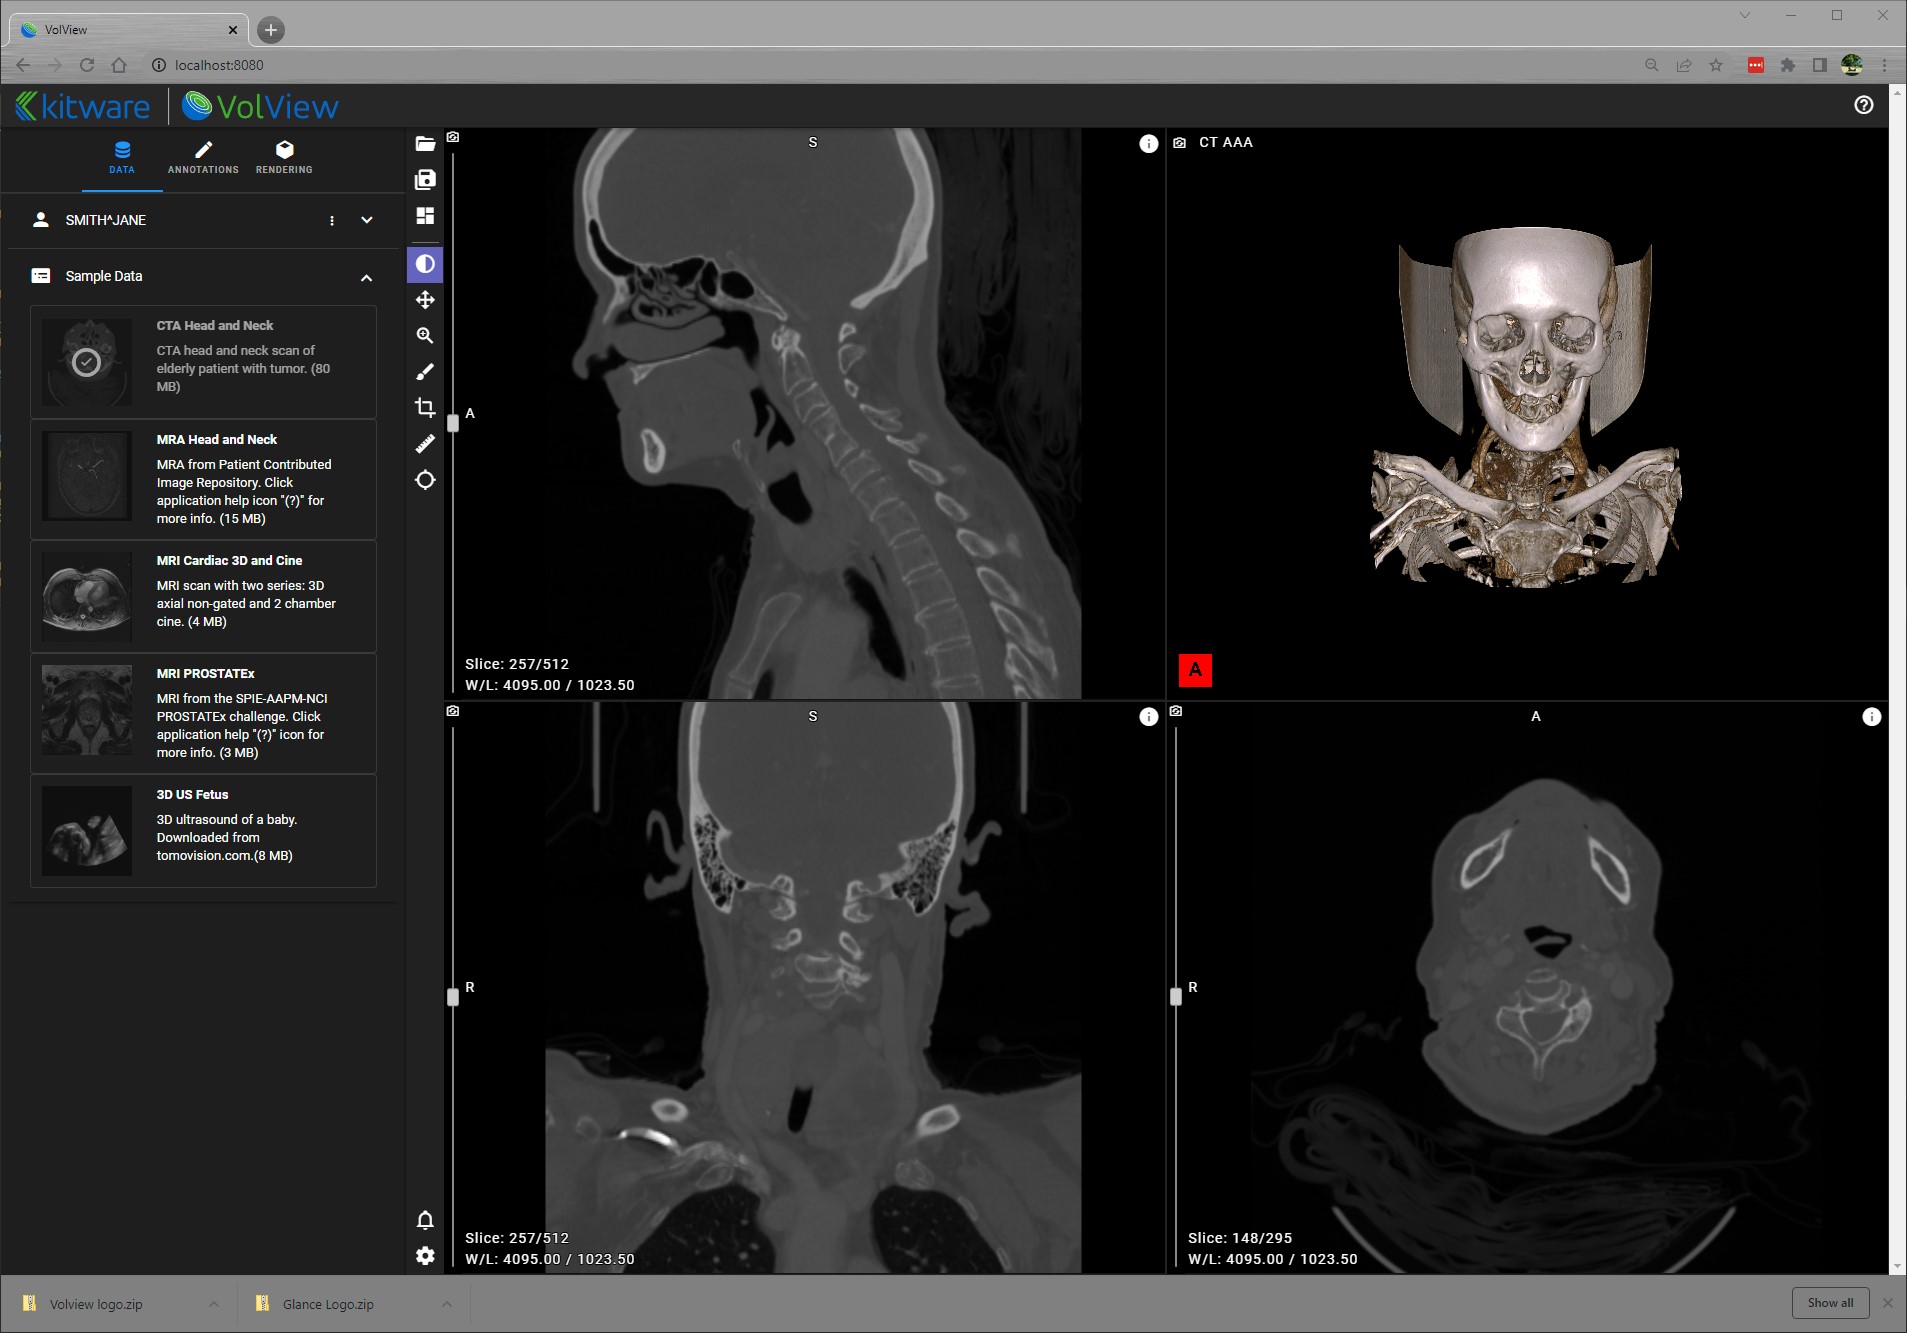 VolView
localhost:8080
kitware VolView
DATA
ANNOTATIONS
RENDERING
SMITH^JANE
Sample Data
CTA Head and Neck
CTA head and neck scan of
elderly patient with tumor. (80
MB)
MRA Head and Neck
MRA from Patient Contributed
Image Repository. Click
application help icon "(?)" for
more info. (15 MB)
MRI Cardiac 3D and Cine
MRI scan with two series: 3D
axial non-gated and 2 chamber
cine. (4 MB)
MRI PROSTATEx
MRI from the SPIE-AAPM-NCI
PROSTATEx challenge. Click
application help "(?)" icon for
more info. (3 MB)
3D US Fetus
3D ultrasound of a baby.
Downloaded from
tomovision.com.(8 MB)
S
A
Slice: 257/512
W/L: 4095.00 / 1023.50
CT AAA
A
S
R
Slice: 257/512
W/L: 4095.00 / 1023.50
A
R
Slice: 148/295
W/L: 4095.00 / 1023.50
Volview logo.zip
Glance Logo.zip
Show all